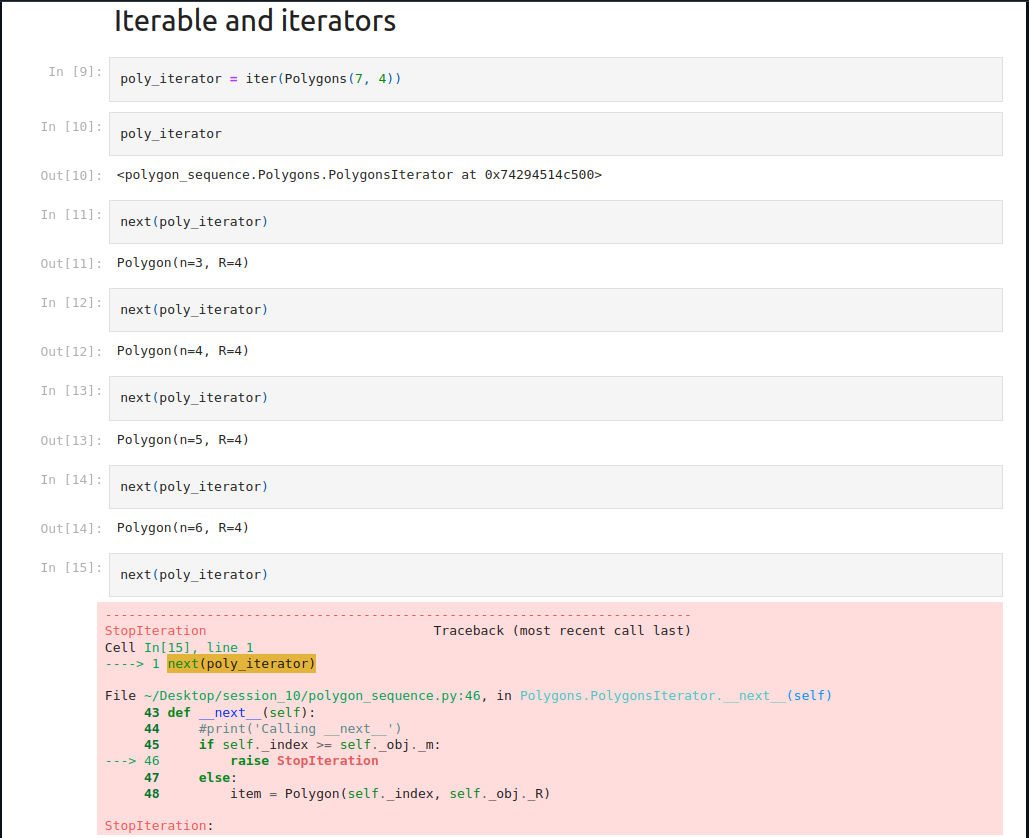 Iterable and iterators
In [9]: poly_iterator = iter(Polygons(7, 4))
In [10]: poly_iterator
Out[10]: <polygon_sequence.Polygons.PolygonsIterator at 0x74294514c500>
In [11]: next(poly_iterator)
Out[11]: Polygon(n=3, R=4)
In [12]: next(poly_iterator)
Out[12]: Polygon(n=4, R=4)
In [13]: next(poly_iterator)
Out[13]: Polygon(n=5, R=4)
In [14]: next(poly_iterator)
Out[14]: Polygon(n=6, R=4)
In [15]: next(poly_iterator)
---------------------------------------------------------------------------
StopIteration                             Traceback (most recent call last)
Cell In[15], line 1
----> 1 next(poly_iterator)
File ~/Desktop/session_10/polygon_sequence.py:46, in Polygons.PolygonsIterator.__next__(self)
     43 def __next__(self):
     44     #print('Calling __next__')
     45     if self._index >= self._obj._m:
---> 46         raise StopIteration
     47     else:
     48         item = Polygon(self._index, self._obj._R)
StopIteration: